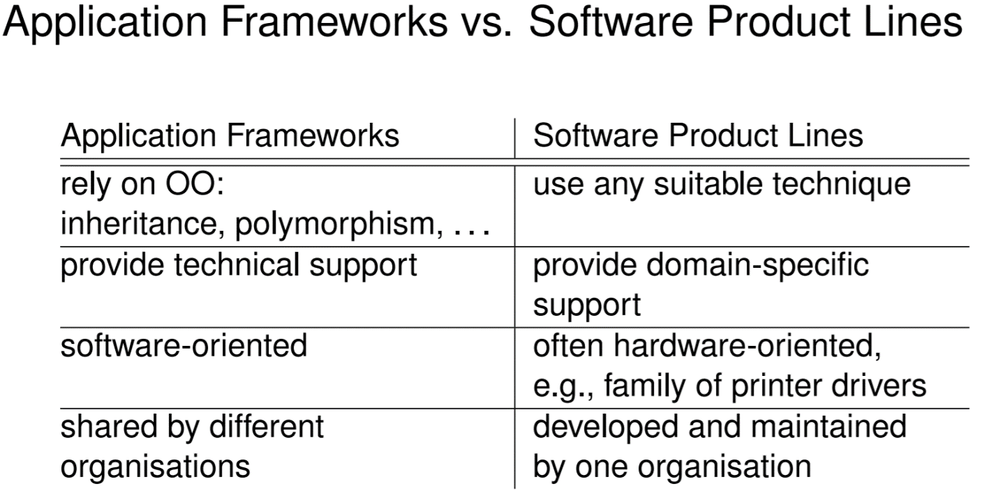 Application Frameworks vs. Software Product Lines
Application Frameworks
Software Product Lines
rely on OO:
inheritance, polymorphism, . . .
use any suitable technique
provide technical support
provide domain-specific
support
software-oriented
often hardware-oriented,
e.g., family of printer drivers
shared by different
organisations
developed and maintained
by one organisation